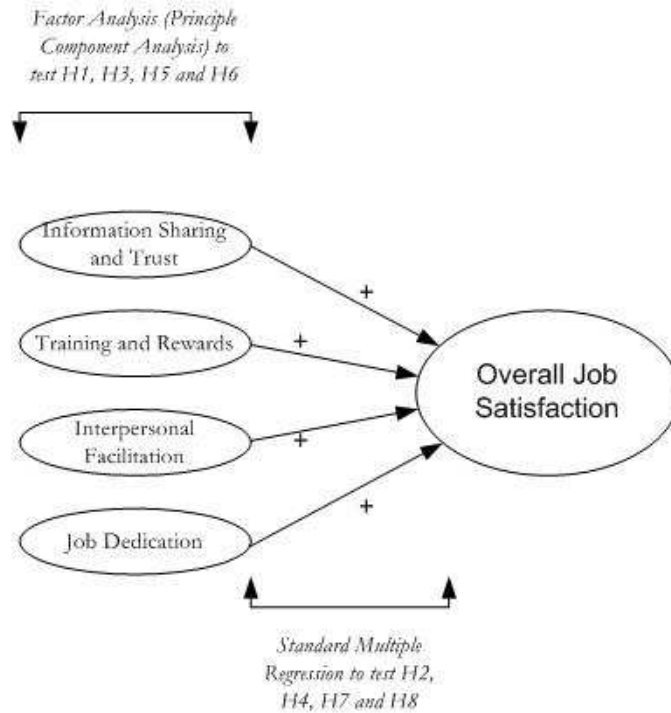 Factor Analysis (Principle
Component Analysis) to
test H1, H3, H5 and H6
Information Sharing
and Trust
+
Training and Rewards
+
Overall Job
Satisfaction
Interpersonal
Facilitation
+
Job Dedication
+
Standard Multiple
Regression to test H2,
H4, H7 and H8